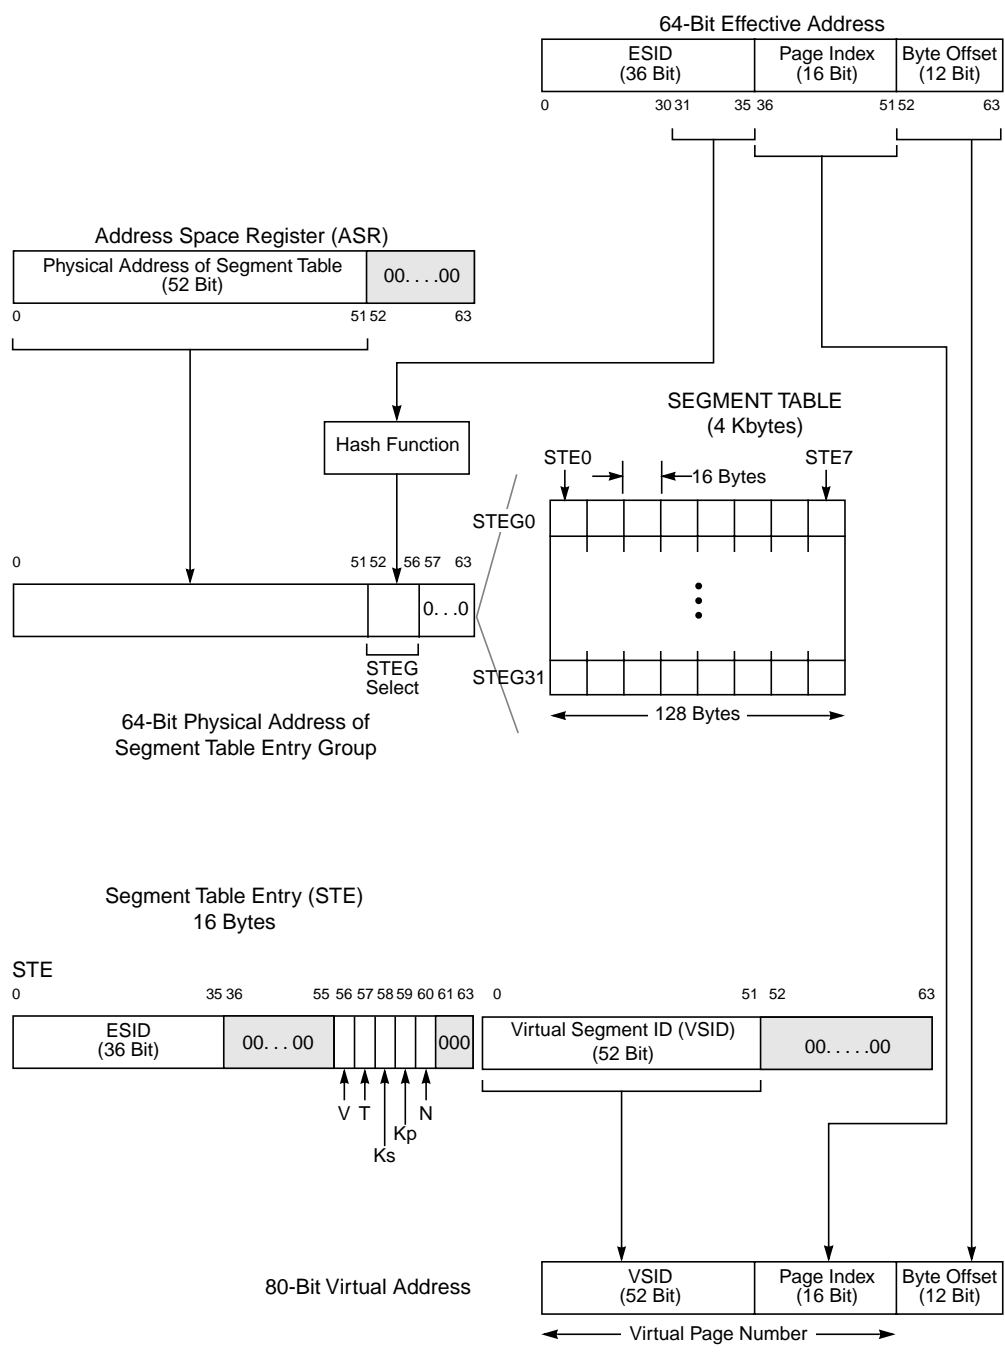 64-Bit Effective Address
ESID
(36 Bit)
Page Index
(16 Bit)
Byte Offset
(12 Bit)
0 30 31 35 36 51 52 63
Address Space Register (ASR)
Physical Address of Segment Table
(52 Bit)
00. . . .00
0 51 52 63
Hash Function
SEGMENT TABLE
(4 Kbytes)
STE0
16 Bytes
STE7
STEG0
0 51 52 56 57 63
0. . .0
STEG
Select
STEG31
128 Bytes
64-Bit Physical Address of
Segment Table Entry Group
Segment Table Entry (STE)
16 Bytes
STE
0 35 36 55 56 57 58 59 60 61 63 0 51 52 63
ESID
(36 Bit)
00. . . 00
000
Virtual Segment ID (VSID)
(52 Bit)
00. . . . .00
V T N
Kp
Ks
80-Bit Virtual Address
VSID
(52 Bit)
Page Index
(16 Bit)
Byte Offset
(12 Bit)
Virtual Page Number